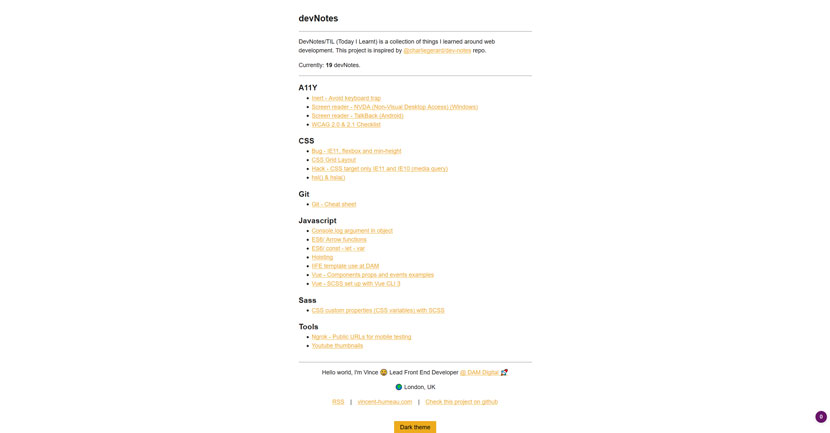 devNotes
DevNotes/TIL (Today I Learnt) is a collection of things I learned around web
development. This project is inspired by @charliegerard/dev-notes repo.
Currently: 19 devNotes.
A11Y
Inert - Avoid keyboard trap
Screen reader - NVDA (Non-Visual Desktop Access) (Windows)
Screen reader - TalkBack (Android)
WCAG 2.0 & 2.1 Checklist
CSS
Bug - IE11, flexbox and min-height
CSS Grid Layout
Hack - CSS target only IE11 and IE10 (media query)
hsl() & hsla()
Git
Git - Cheat sheet
Javascript
Console.log argument in object
ES6/ Arrow functions
ES6/ const - let - var
Hoisting
IIFE template use at DAM
Vue - Components props and events examples
Vue - SCSS set up with Vue CLI 3
Sass
CSS custom properties (CSS variables) with SCSS
Tools
Ngrok - Public URLs for mobile testing
Youtube thumbnails
Hello world, I'm Vince Lead Front End Developer @ DAM Digital
London, UK
RSS | vincent-humeau.com | Check this project on github
Dark theme
0